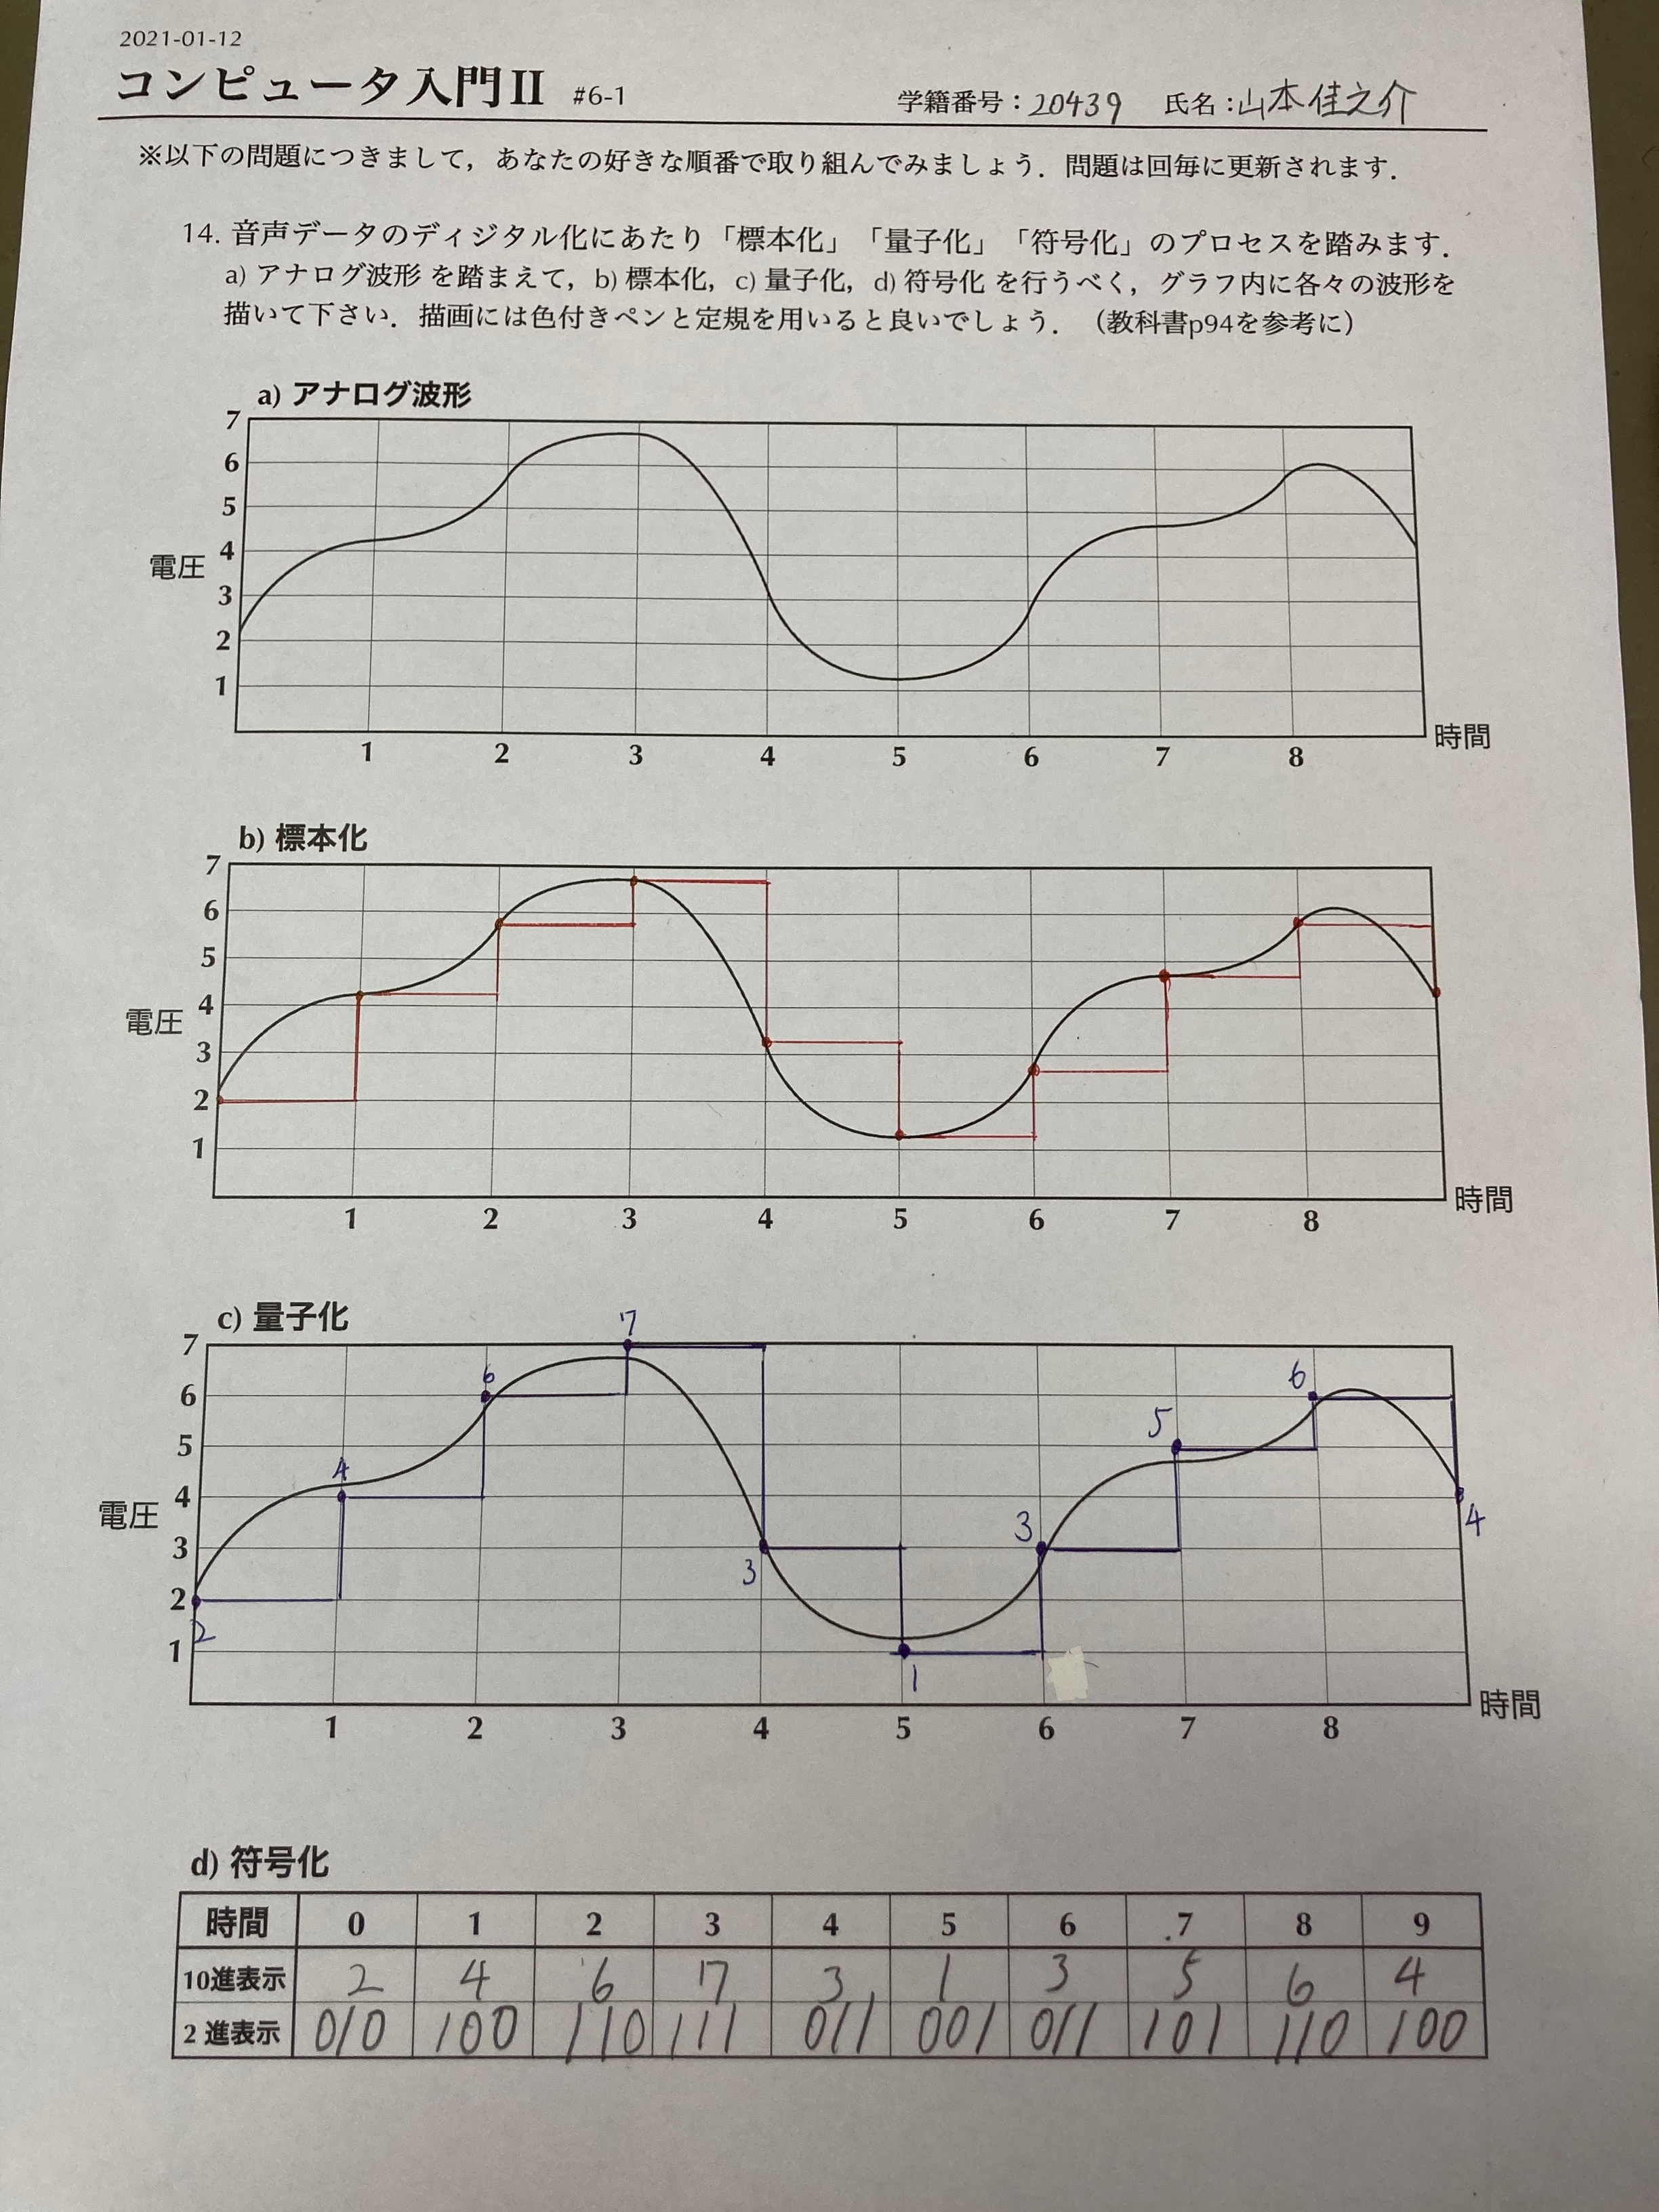 2021-01-12
コンピュータ入門Ⅱ #6-1 学籍番号：20439 氏名：山本佳之介
※以下の問題につきまして，あなたの好きな順番で取り組んでみましょう．問題は回毎に更新されます．
14. 音声データのディジタル化にあたり「標本化」「量子化」「符号化」のプロセスを踏みます．
a) アナログ波形 を踏まえて，b) 標本化，c) 量子化，d) 符号化 を行うべく，グラフ内に各々の波形を
描いて下さい．描画には色付きペンと定規を用いると良いでしょう．（教科書p94を参考に）
a) アナログ波形
7
6
5
電圧 4
3
2
1
時間
1 2 3 4 5 6 7 8
b) 標本化
7
6
5
電圧 4
3
2
1
時間
1 2 3 4 5 6 7 8
c) 量子化
7
7
6 6 6
5 5
4
電圧 4 4
3 3 3
2
2
1 1
時間
1 2 3 4 5 6 7 8
d) 符号化
時間 0 1 2 3 4 5 6 7 8 9
10進表示 2 4 6 7 3 1 3 5 6 4
2 進表示 010 100 110 111 011 001 011 101 110 100